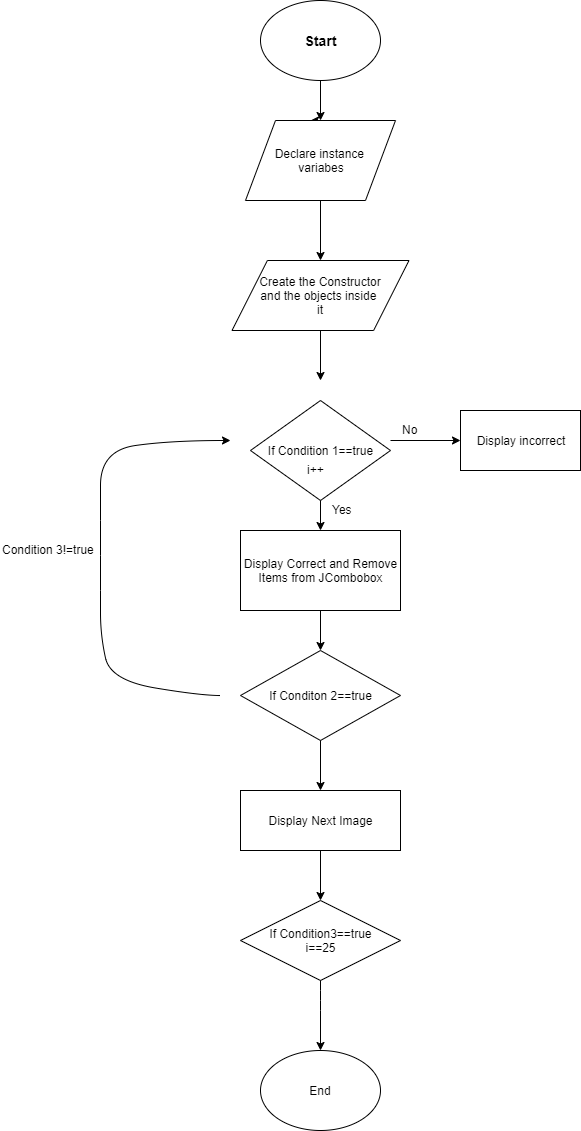 Start
Declare instance
variabes
Create the Constructor
and the objects inside
it
If Condition 1==true
i++
No
Display incorrect
Yes
Display Correct and Remove
Items from JCombobox
Condition 3!=true
If Conditon 2==true
Display Next Image
If Condition3==true
i==25
End